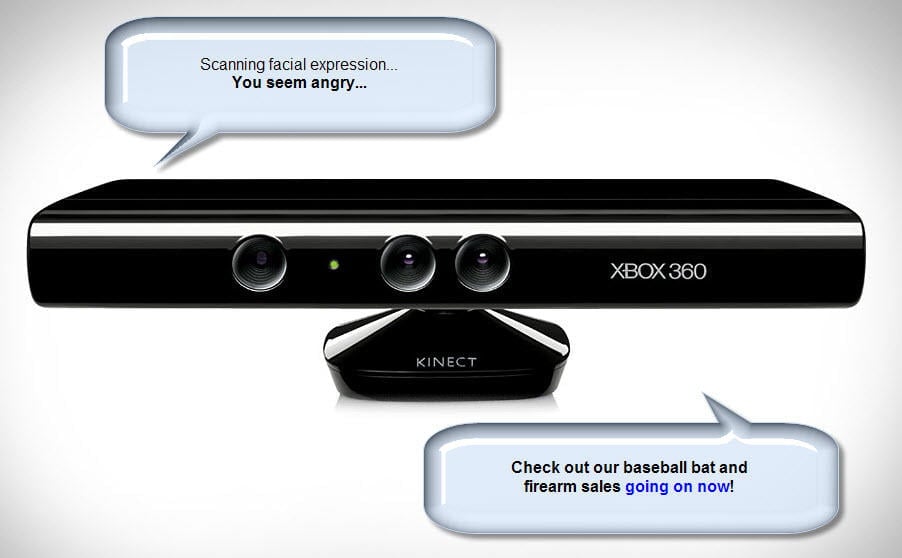 Scanning facial expression...
You seem angry...
XBOX 360
KINECT
Check out our baseball bat and
firearm sales going on now!